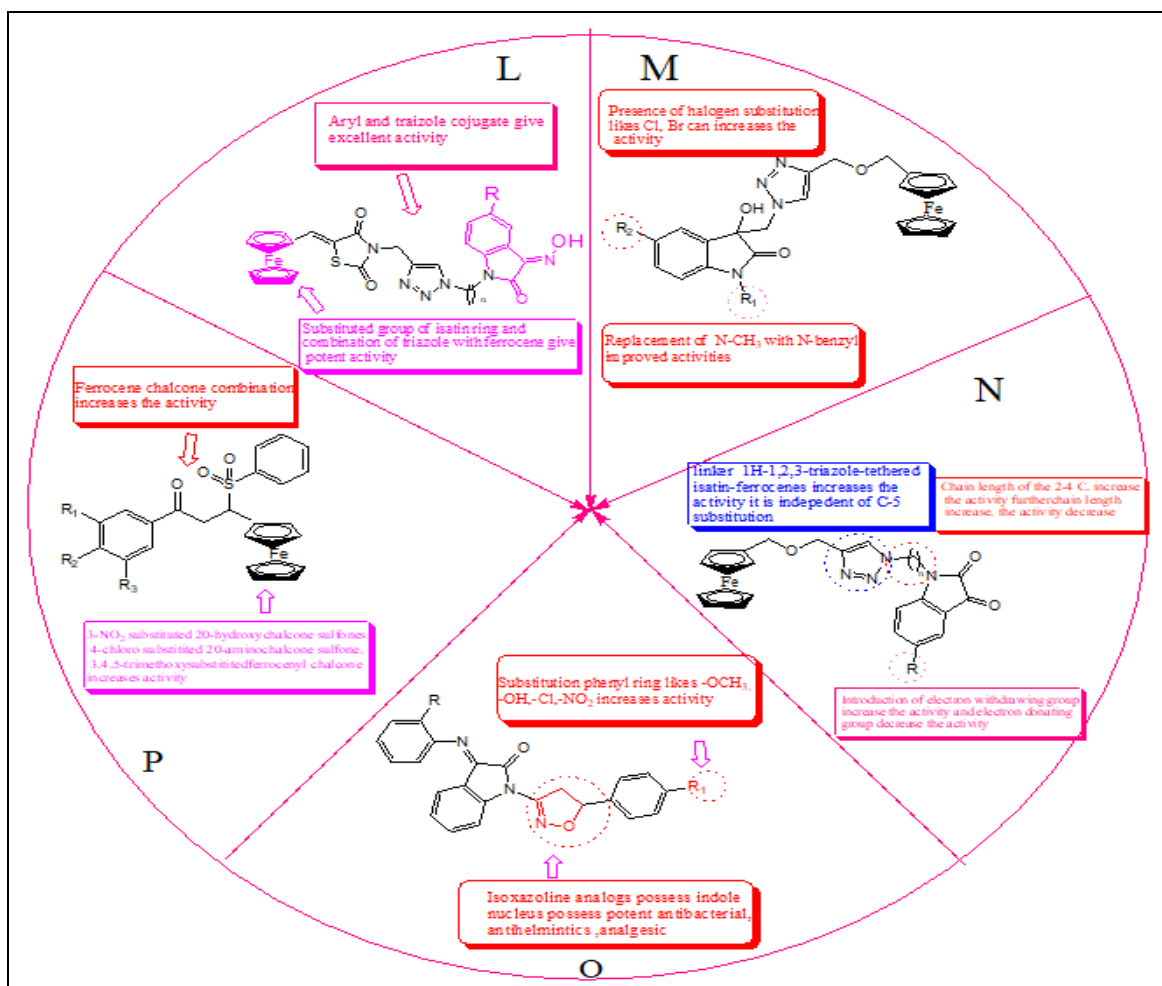 L
Aryl and traizole cojugate give
excellent activity
R
OH
N
O
N
S
O
Fe
N
N
N
N
n
O
Substituted group of isatin ring and
combination of triazole with ferrocene give
potent activity
M
Presence of halogen substitution
likes Cl, Br can increases the
activity
N
N
N
O
Fe
OH
R2
O
N
R1
Replacement of N-CH3 with N-benzyl
improved activities
N
linker 1H-1,2,3-triazole-tethered
isatin-ferrocenes increases the
activity it is indepedent of C-5
substitution
Chain length of the 2-4 C, increase
the activity furtherchain length
increase, the activity decrease
Fe
O
N
N
N
n
N
O
O
R
Introduction of electron withdrawing group
increase the activity and electron donating
group decrease the activity
Substitution phenyl ring likes -OCH3,
-OH,-Cl,-NO2 increases activity
R
N
O
N
N
O
R1
Isoxazoline analogs possess indole
nucleus possess potent antibacterial,
antihelmintics ,analgesic
O
Ferrocene chalcone combination
increases the activity
O
O
S
O
R1
R2
R3
Fe
3-NO2 substituted 20-hydroxychalcone sulfones.
4-chloro substitited 20-aminochalcone sulfone.
3,4,5-trimethoxysubstititedferrocenyl chalcone
increases activity
P